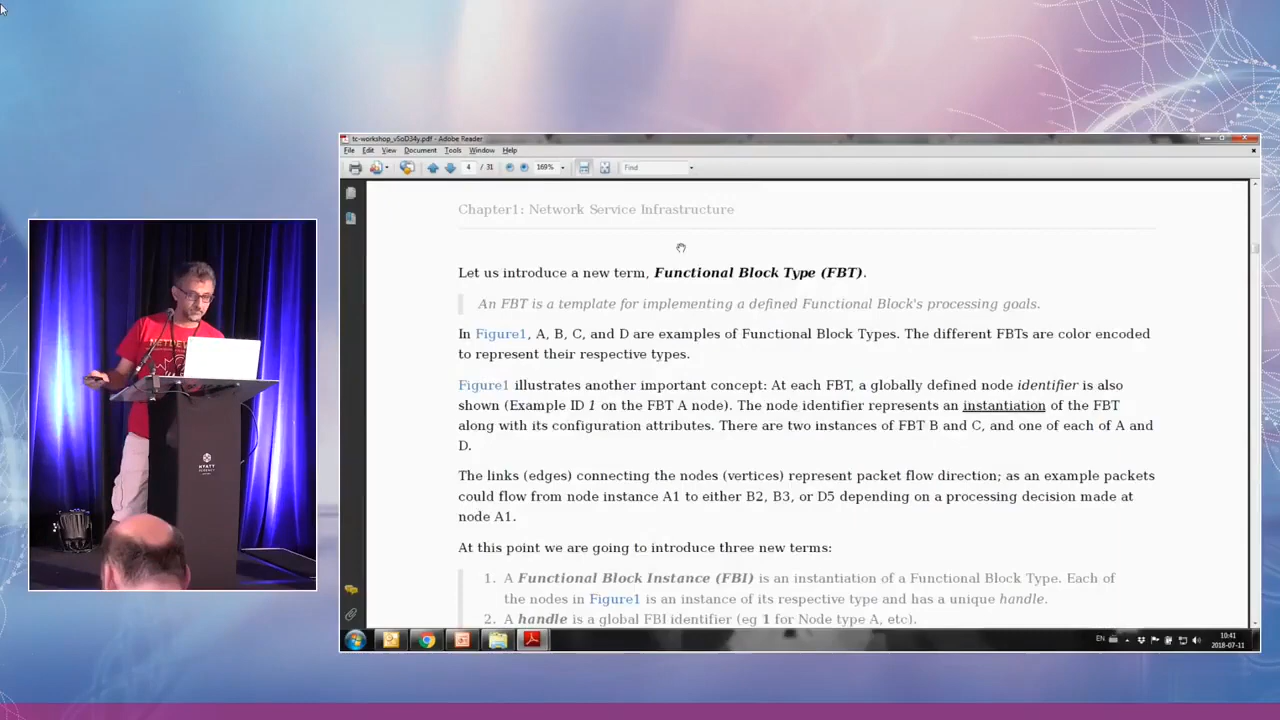 tc-workshop_vSoD34y.pdf - Adobe Reader
File Edit View Document Tools Window Help
4 / 31 169% Find
Chapter1: Network Service Infrastructure
Let us introduce a new term, Functional Block Type (FBT).
An FBT is a template for implementing a defined Functional Block's processing goals.
In Figure1, A, B, C, and D are examples of Functional Block Types. The different FBTs are color encoded
to represent their respective types.
Figure1 illustrates another important concept: At each FBT, a globally defined node identifier is also
shown (Example ID 1 on the FBT A node). The node identifier represents an instantiation of the FBT
along with its configuration attributes. There are two instances of FBT B and C, and one of each of A and
D.
The links (edges) connecting the nodes (vertices) represent packet flow direction; as an example packets
could flow from node instance A1 to either B2, B3, or D5 depending on a processing decision made at
node A1.
At this point we are going to introduce three new terms:
1. A Functional Block Instance (FBI) is an instantiation of a Functional Block Type. Each of
the nodes in Figure1 is an instance of its respective type and has a unique handle.
2. A handle is a global FBI identifier (eg 1 for Node type A, etc).
EN
10:41
2018-07-11
NETDEV
HYATT
REGENCY